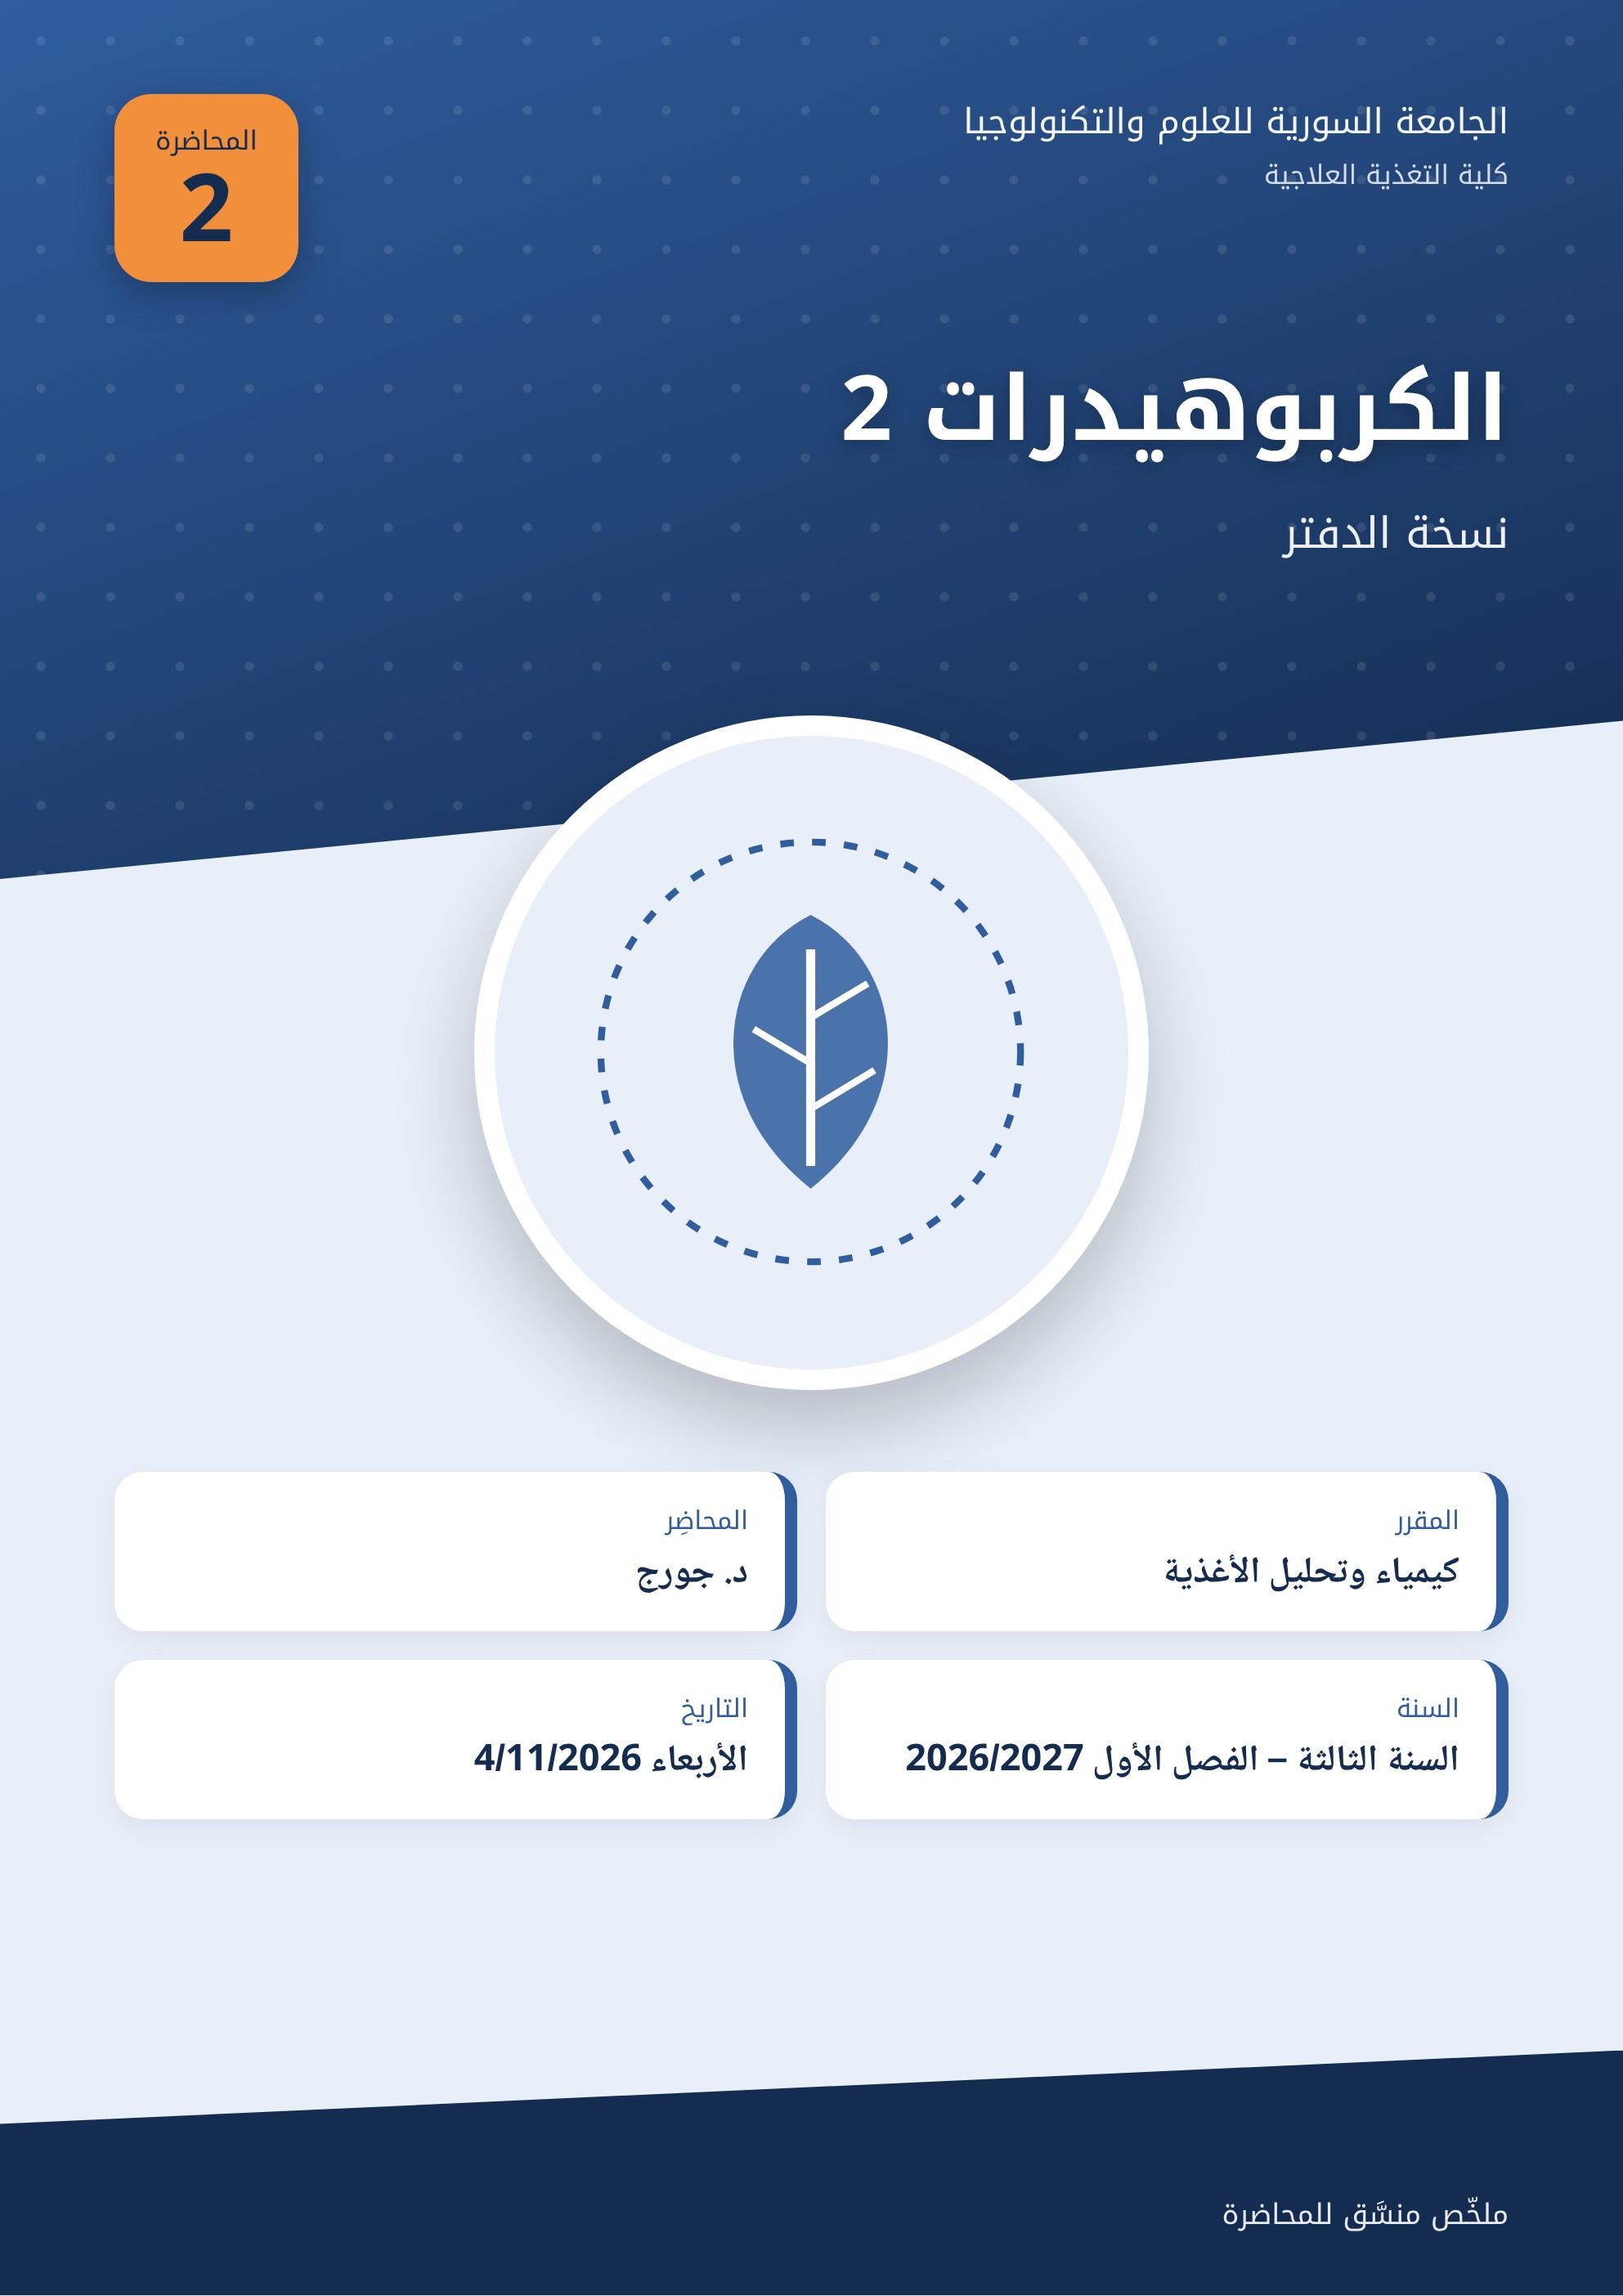 الجامعة السورية للعلوم والتكنولوجيا
كلية التغذية العلاجية
المحاضرة
2
الكربوهيدرات 2
نسخة الدفتر
المقرر
كيمياء وتحليل الأغذية
المحاضِر
د. جورج
السنة
السنة الثالثة – الفصل الأول 2026/2027
التاريخ
الأربعاء 4/11/2026
ملخّص منسَّق للمحاضرة